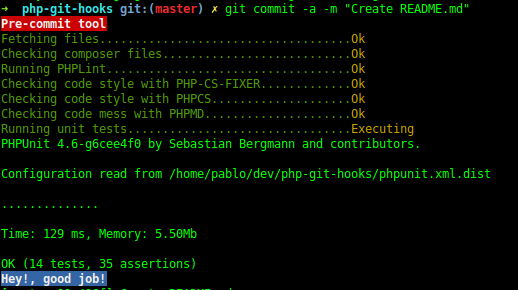 ➜  php-git-hooks git:(master) ✗ git commit -a -m "Create README.md"
Pre-commit tool
Fetching files...................................Ok
Checking composer files..........................Ok
Running PHPLint..................................Ok
Checking code style with PHP-CS-FIXER............Ok
Checking code style with PHPCS...................Ok
Checking code mess with PHPMD....................Ok
Running unit tests...............................Executing
PHPUnit 4.6-g6cee4f0 by Sebastian Bergmann and contributors.
Configuration read from /home/pablo/dev/php-git-hooks/phpunit.xml.dist
..............
Time: 129 ms, Memory: 5.50Mb
OK (14 tests, 35 assertions)
Hey!, good job!